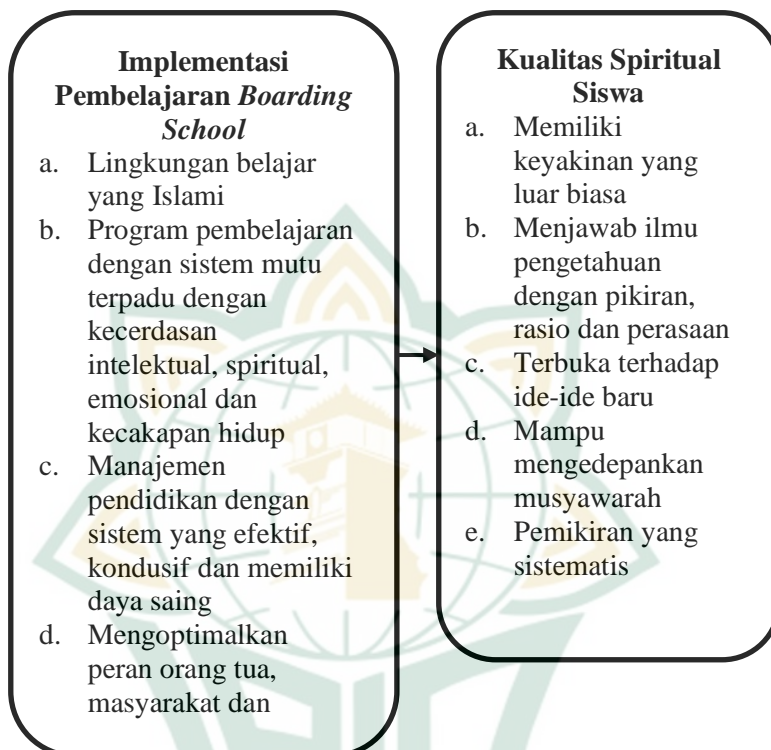 Implementasi
Pembelajaran Boarding
School
a. Lingkungan belajar
yang Islami
b. Program pembelajaran
dengan sistem mutu
terpadu dengan
kecerdasan
intelektual, spiritual,
emosional dan
kecakapan hidup
c. Manajemen
pendidikan dengan
sistem yang efektif,
kondusif dan memiliki
daya saing
d. Mengoptimalkan
peran orang tua,
masyarakat dan
Kualitas Spiritual
Siswa
a. Memiliki
keyakinan yang
luar biasa
b. Menjawab ilmu
pengetahuan
dengan pikiran,
rasio dan perasaan
c. Terbuka terhadap
ide-ide baru
d. Mampu
mengedepankan
musyawarah
e. Pemikiran yang
sistematis